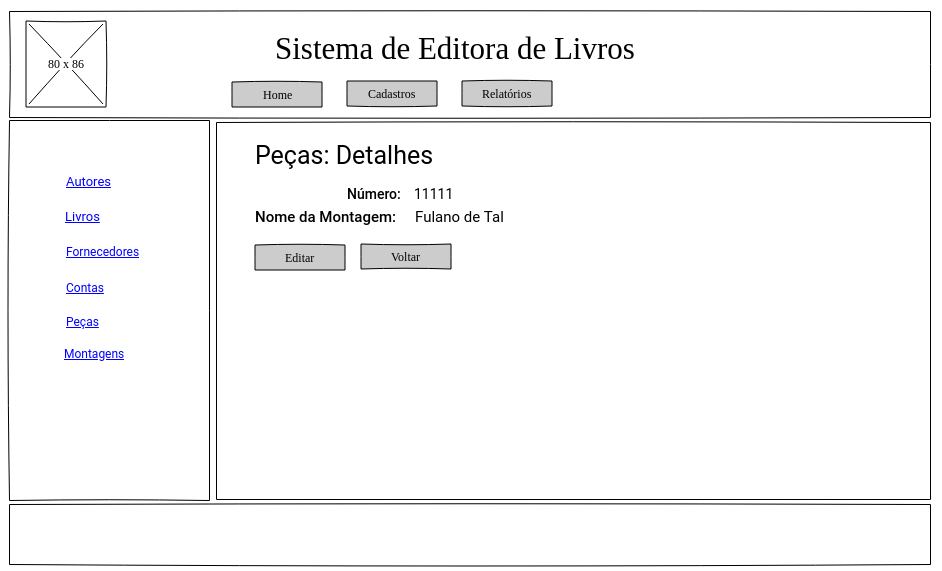 80 x 86
Sistema de Editora de Livros
Home
Cadastros
Relatórios
Autores
Livros
Fornecedores
Contas
Peças
Montagens
Peças: Detalhes
Número: 11111
Nome da Montagem: Fulano de Tal
Editar
Voltar